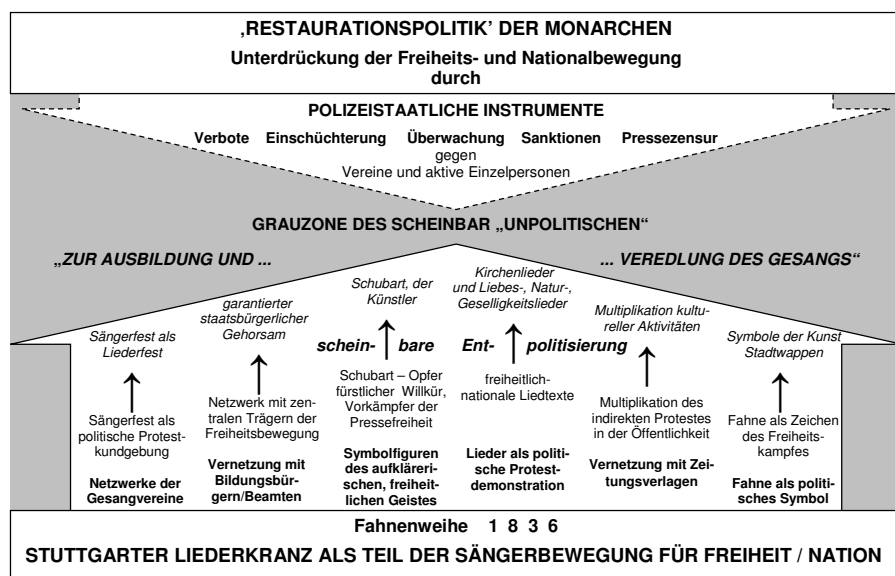 ‚RESTAURATIONSPOLITIK’ DER MONARCHEN
Unterdrückung der Freiheits- und Nationalbewegung
durch
POLIZEISTAATLICHE INSTRUMENTE
Verbote Einschüchterung Überwachung Sanktionen Pressezensur
gegen
Vereine und aktive Einzelpersonen
GRAUZONE DES SCHEINBAR „UNPOLITISCHEN“
„ZUR AUSBILDUNG UND ...
... VEREDLUNG DES GESANGS“
Sängerfest als
Liederfest
garantierter
staatsbürgerlicher
Gehorsam
Schubart, der
Künstler
Kirchenlieder
und Liebes-, Natur-,
Geselligkeitslieder
Multiplikation kultu-
reller Aktivitäten
Symbole der Kunst
Stadtwappen
schein- bare Ent- politisierung
Sängerfest als
politische Protest-
kundgebung
Netzwerke der
Gesangvereine
Netzwerk mit zen-
tralen Trägern der
Freiheitsbewegung
Vernetzung mit
Bildungsbür-
gern/Beamten
Schubart – Opfer
fürstlicher Willkür,
Vorkämpfer der
Pressefreiheit
Symbolfiguren
des aufkläreri-
schen, freiheit-
lichen Geistes
freiheitlich-
nationale Liedtexte
Lieder als politi-
sche Protest-
demonstration
Multiplikation des
indirekten Protestes
in der Öffentlichkeit
Vernetzung mit Zei-
tungsverlagen
Fahne als Zeichen
des Freiheits-
kampfes
Fahne als politi-
sches Symbol
Fahnenweihe 1 8 3 6
STUTTGARTER LIEDERKRANZ ALS TEIL DER SÄNGERBEWEGUNG FÜR FREIHEIT / NATION